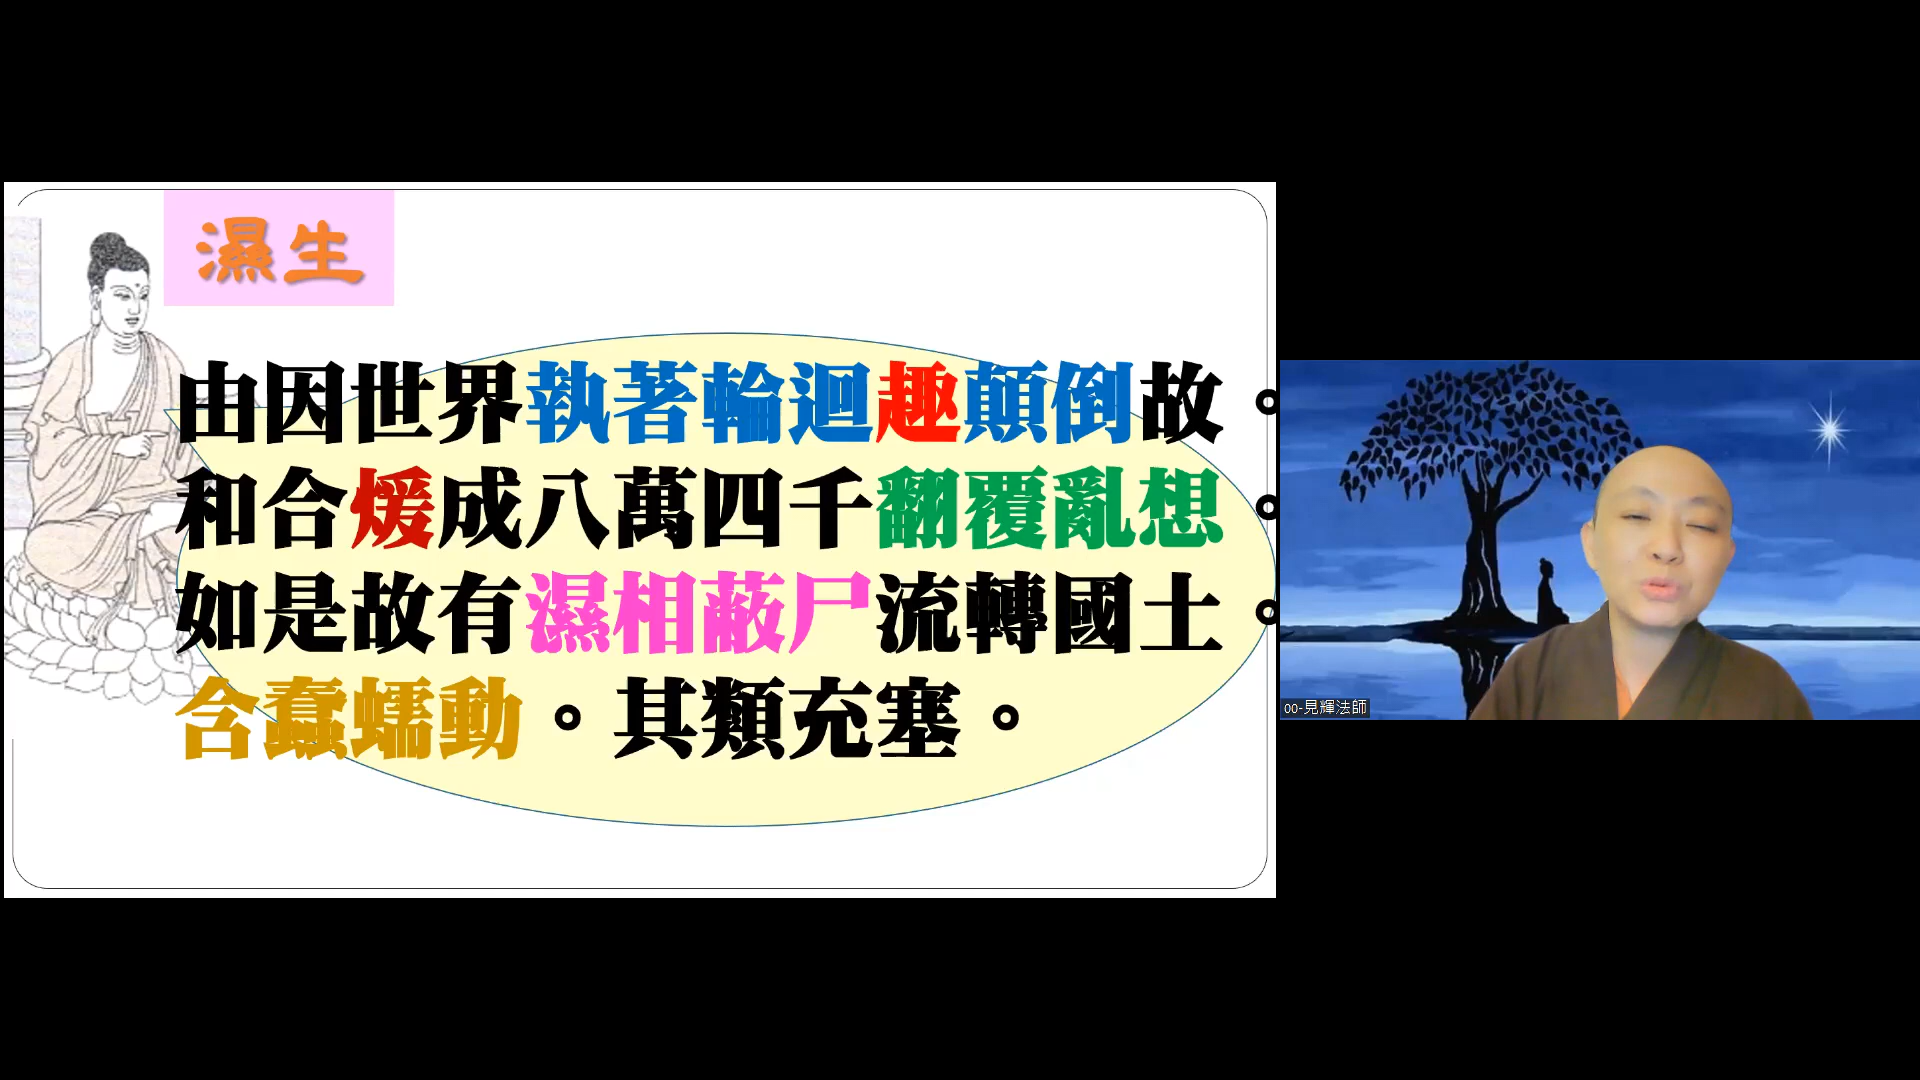 濕生
由因世界執著輪迴趣顛倒故。
和合煖成八萬四千翻覆亂想。
如是故有濕相蔽尸流轉國土。
含蠢蠕動。其類充塞。
oo-見輝法師